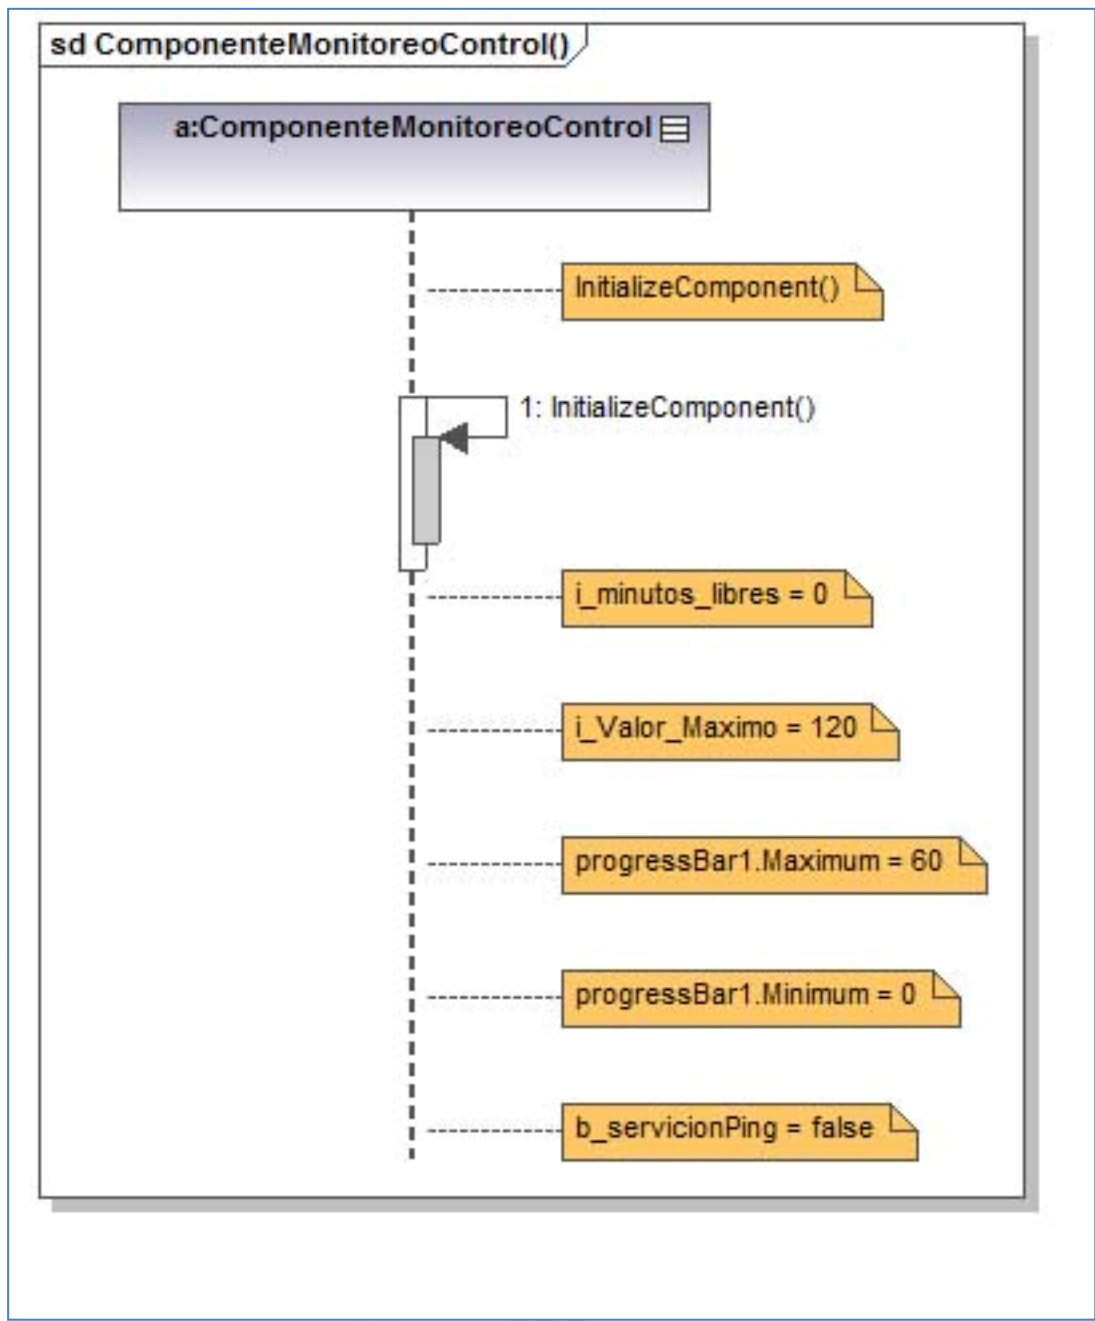 sd ComponenteMonitoreoControl()
a:ComponenteMonitoreoControl
InitializeComponent()
1: InitializeComponent()
i_minutos_libres = 0
i_Valor_Maximo = 120
progressBar1.Maximum = 60
progressBar1.Minimum = 0
b_servicionPing = false